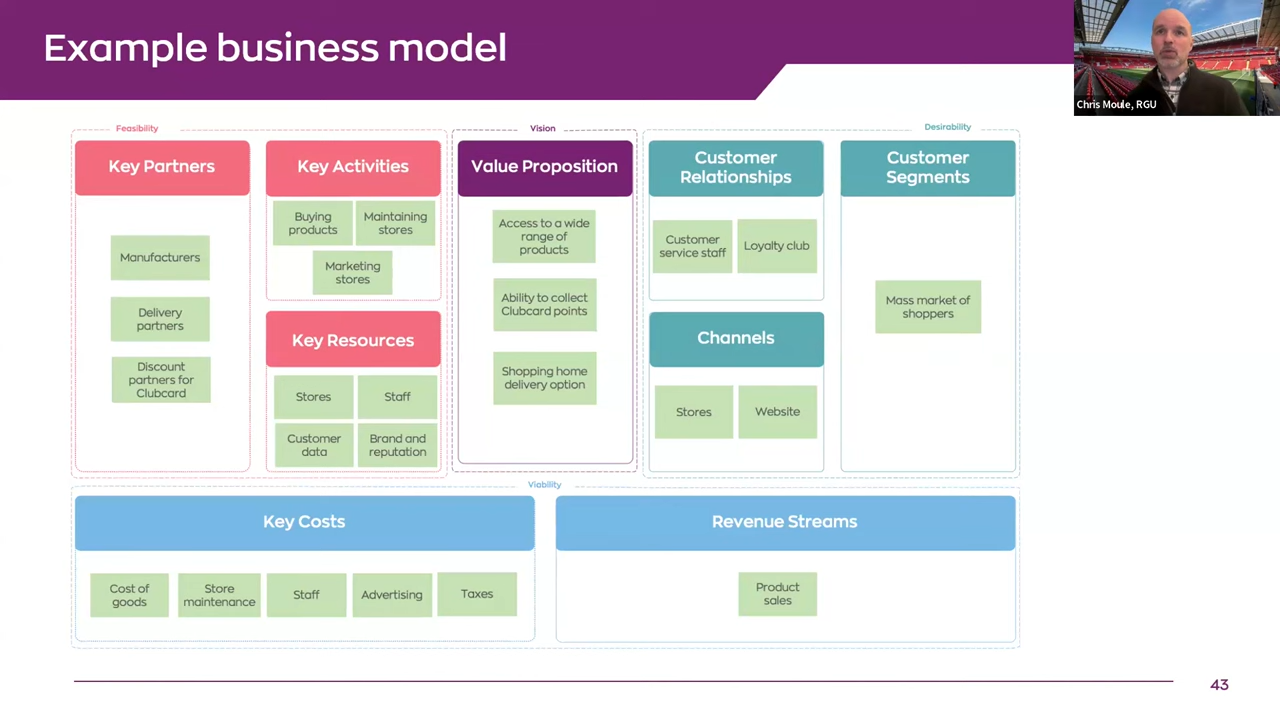 Example business model
Chris Moule, RGU
Feasibility
Vision
Desirability
Key Partners
Manufacturers
Delivery
partners
Discount
partners for
Clubcard
Key Activities
Buying
products
Maintaining
stores
Marketing
stores
Key Resources
Stores
Staff
Customer
data
Brand and
reputation
Value Proposition
Access to a wide
range of
products
Ability to collect
Clubcard points
Shopping home
delivery option
Customer
Relationships
Customer
service staff
Loyalty club
Channels
Stores
Website
Customer
Segments
Mass market of
shoppers
Viability
Key Costs
Cost of
goods
Store
maintenance
Staff
Advertising
Taxes
Revenue Streams
Product
sales
43